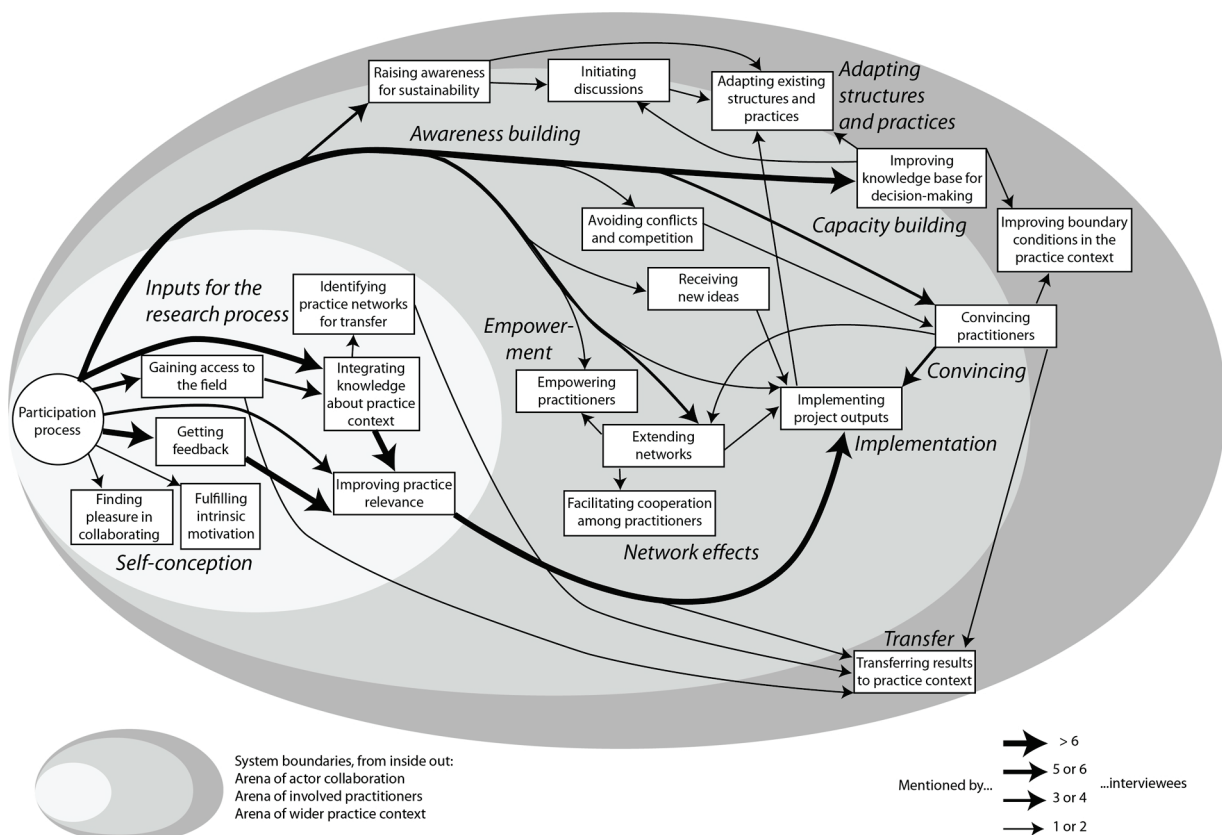 Raising awareness
for sustainability
Initiating
discussions
Adapting existing
structures and
practices
Adapting
structures
and practices
Awareness building
Improving
knowledge base for
decision-making
Avoiding conflicts
and competition
Capacity building
Improving boundary
conditions in the
practice context
Inputs for the
research process
Identifying
practice networks
for transfer
Receiving
new ideas
Empower-
ment
Convincing
practitioners
Gaining access to
the field
Integrating
knowledge
about practice
context
Empowering
practitioners
Convincing
Implementing
project outputs
Participation
process
Getting
feedback
Extending
networks
Implementation
Improving practice
relevance
Finding
pleasure in
collaborating
Fulfilling
intrinsic
motivation
Facilitating cooperation
among practitioners
Self-conception
Network effects
Transfer
Transferring results
to practice context
System boundaries, from inside out:
Arena of actor collaboration
Arena of involved practitioners
Arena of wider practice context
Mentioned by...
> 6
5 or 6
3 or 4
1 or 2
...interviewees